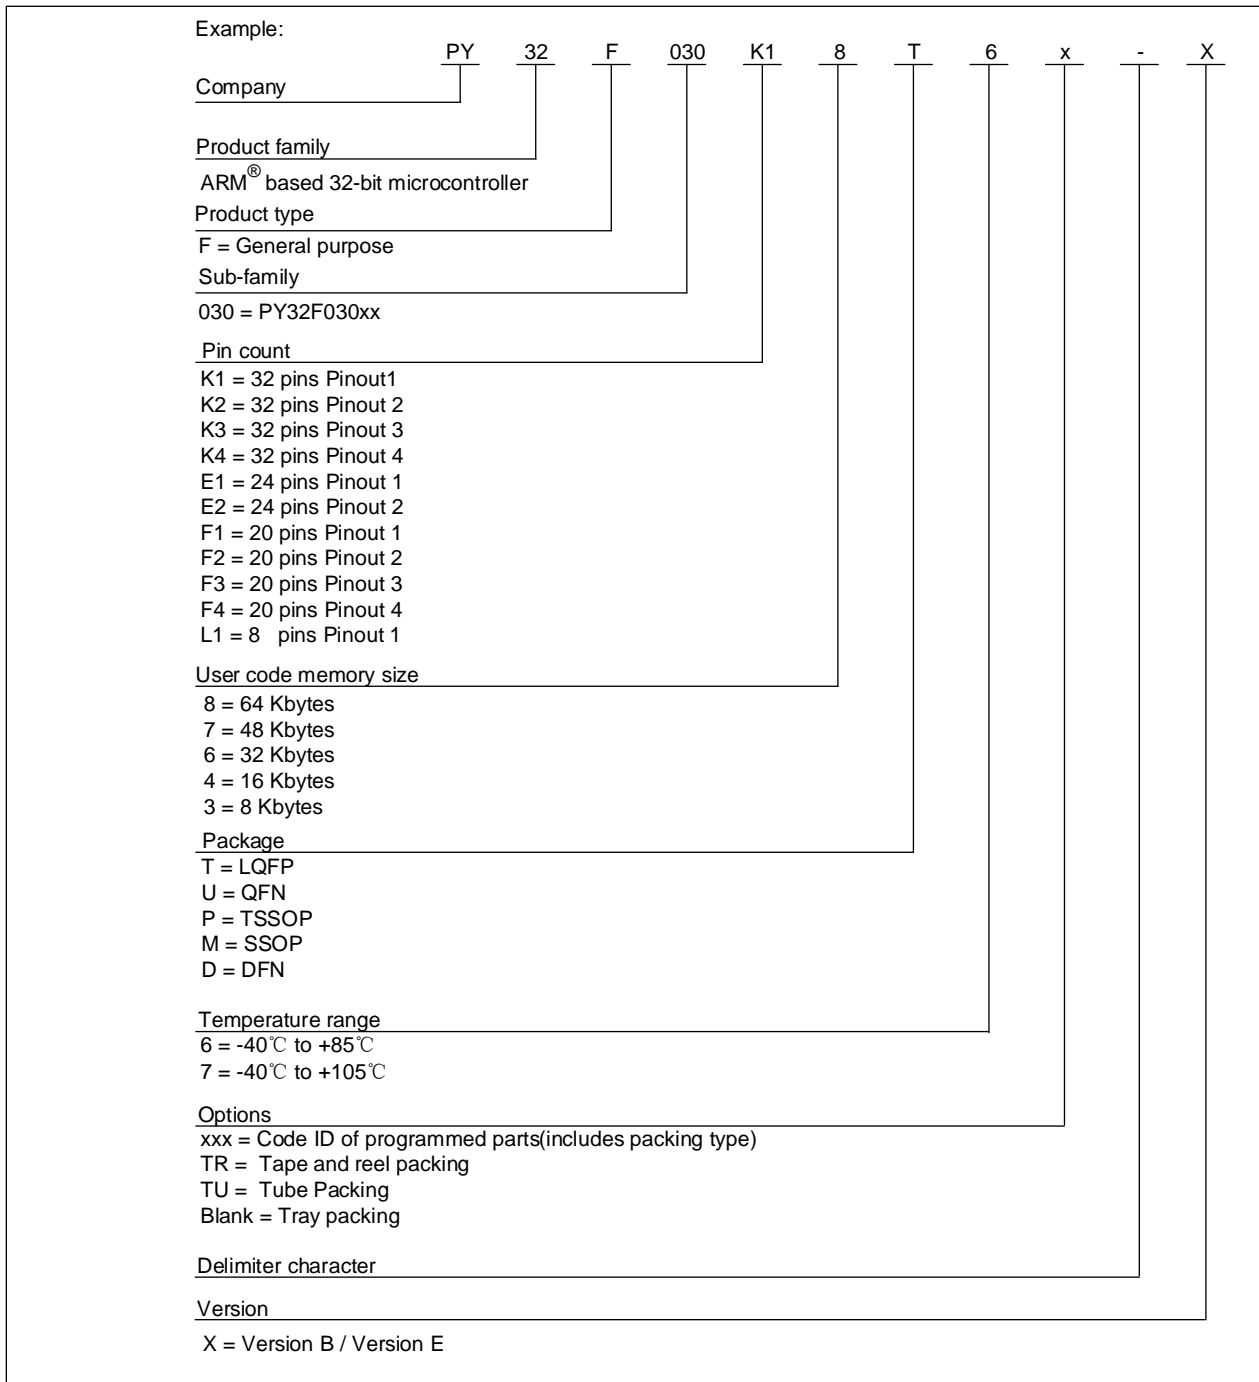 Example:
PY 32 F 030 K1 8 T 6 x - X
Company
Product family
ARM® based 32-bit microcontroller
Product type
F = General purpose
Sub-family
030 = PY32F030xx
Pin count
K1 = 32 pins Pinout1
K2 = 32 pins Pinout 2
K3 = 32 pins Pinout 3
K4 = 32 pins Pinout 4
E1 = 24 pins Pinout 1
E2 = 24 pins Pinout 2
F1 = 20 pins Pinout 1
F2 = 20 pins Pinout 2
F3 = 20 pins Pinout 3
F4 = 20 pins Pinout 4
L1 = 8 pins Pinout 1
User code memory size
8 = 64 Kbytes
7 = 48 Kbytes
6 = 32 Kbytes
4 = 16 Kbytes
3 = 8 Kbytes
Package
T = LQFP
U = QFN
P = TSSOP
M = SSOP
D = DFN
Temperature range
6 = -40℃ to +85℃
7 = -40℃ to +105℃
Options
xxx = Code ID of programmed parts(includes packing type)
TR = Tape and reel packing
TU = Tube Packing
Blank = Tray packing
Delimiter character
Version
X = Version B / Version E